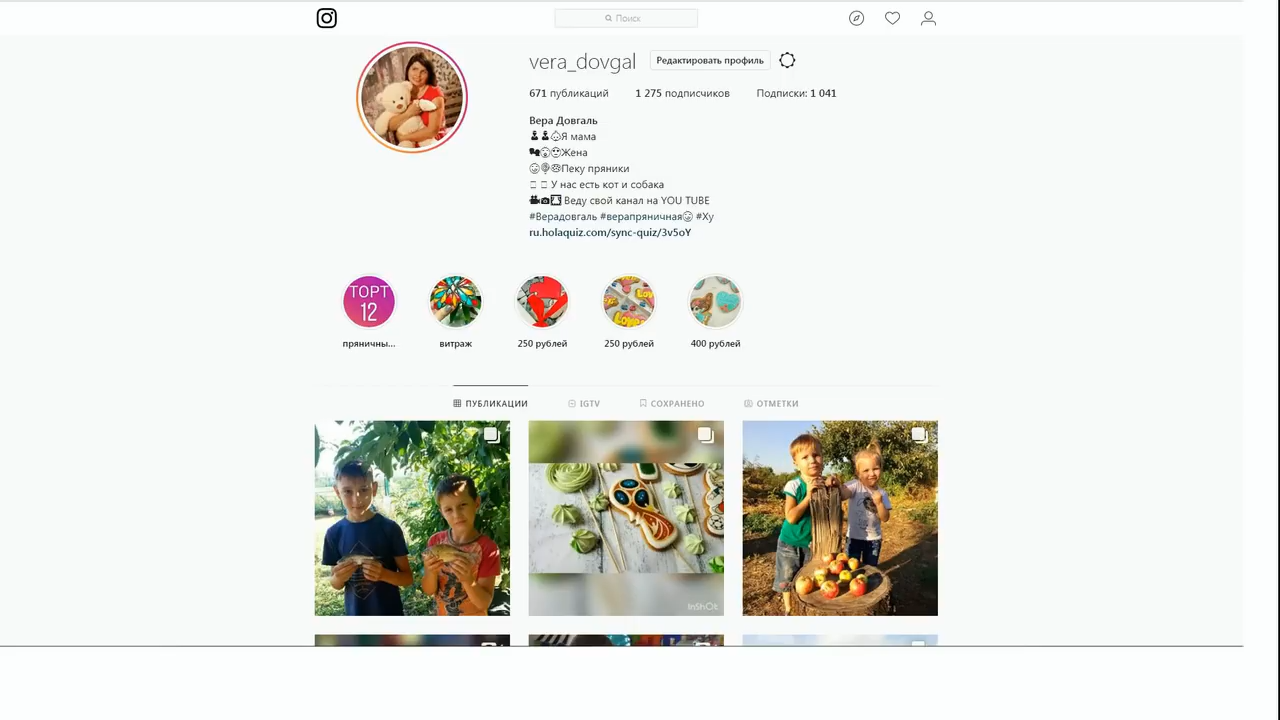 Поиск
vera_dovgal Редактировать профиль
671 публикаций 1 275 подписчиков Подписки: 1 041
Вера Довгаль
Я мама
Жена
Пеку пряники
У нас есть кот и собака
Веду свой канал на YOU TUBE
#Верадовгаль #верапряничная #Ху
ru.holaquiz.com/sync-quiz/3v5oY
ТОРТ
12
пряничны... витраж 250 рублей 250 рублей 400 рублей
ПУБЛИКАЦИИ IGTV СОХРАНЕНО ОТМЕТКИ
InShOt